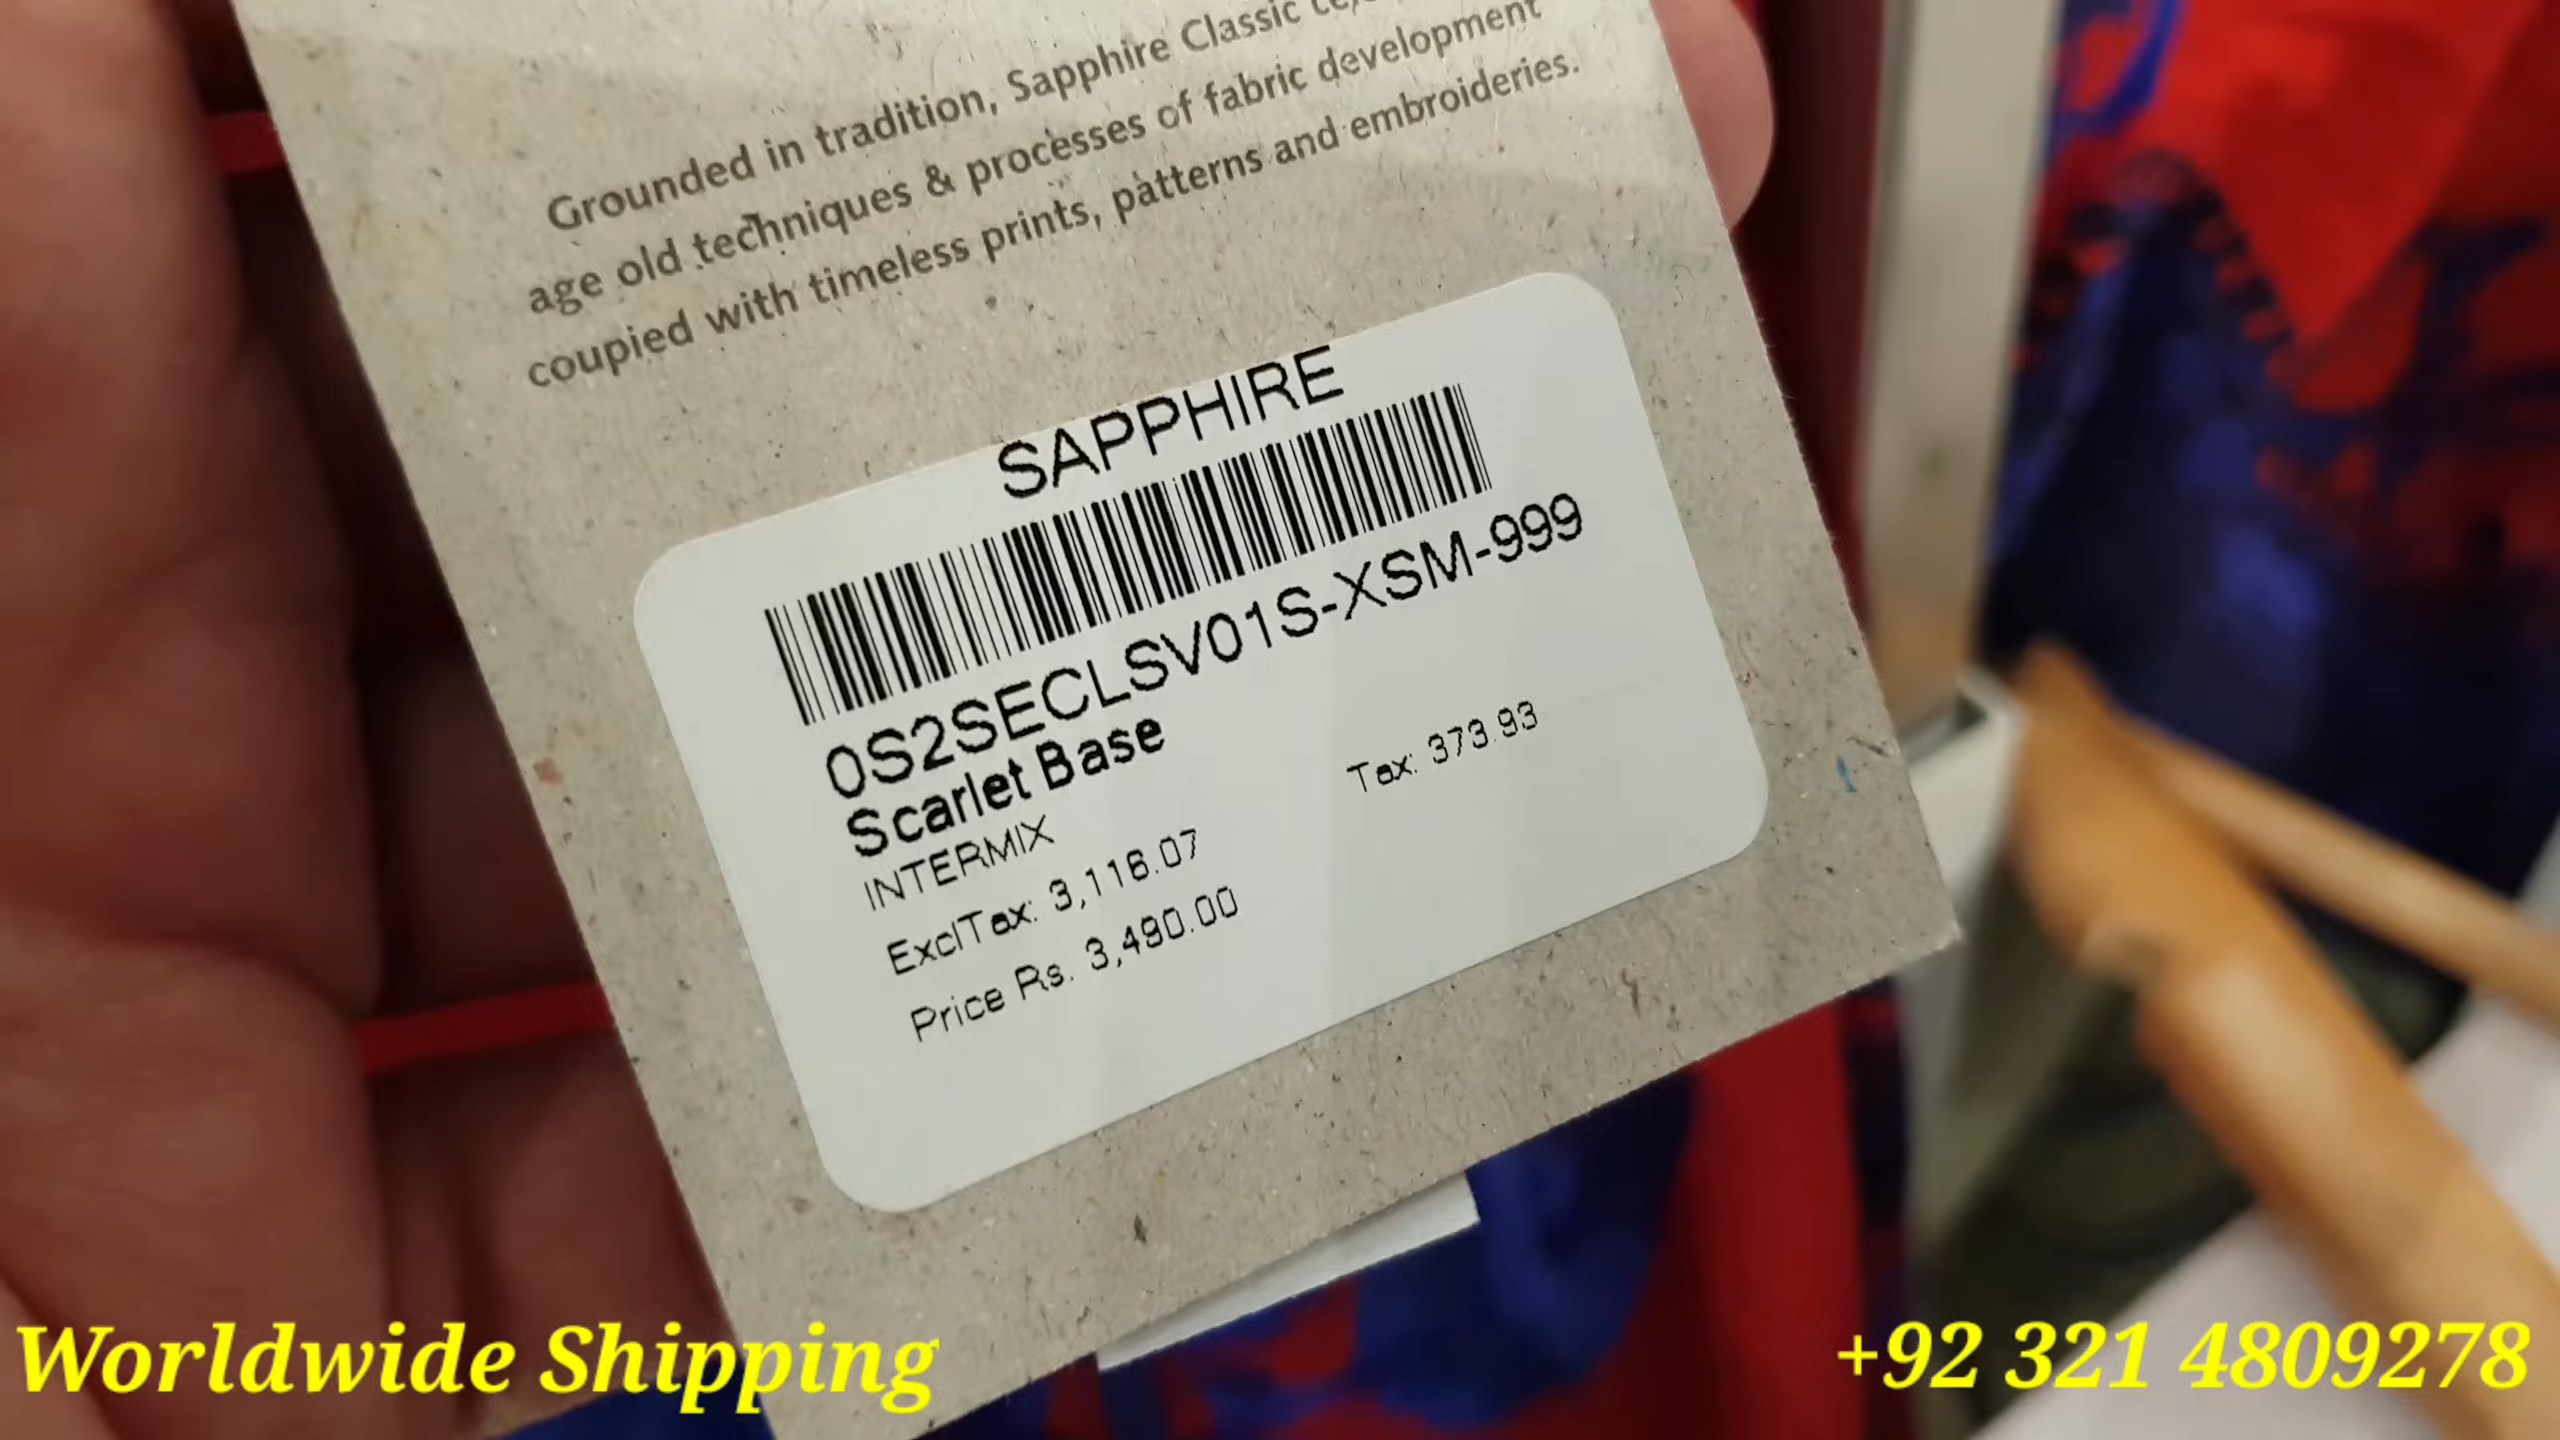 Grounded in tradition, Sapphire Classic
age old techniques & processes of fabric development
coupied with timeless prints, patterns and embroideries.
SAPPHIRE
0S2SECLSV01S-XSM-999
Scarlet Base
INTERMIX
ExclTax: 3,116.07 Tax: 373.93
Price Rs. 3,490.00
Worldwide Shipping
+92 321 4809278